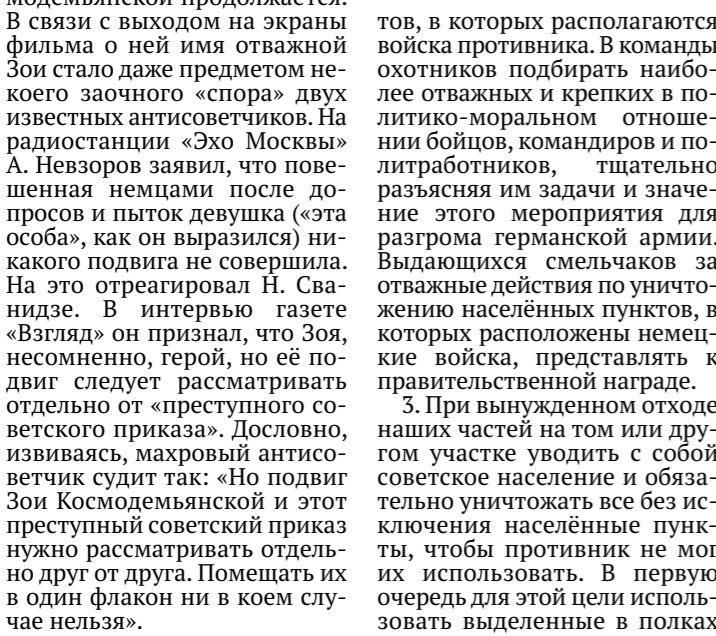 модемьянской продолжается.
В связи с выходом на экраны
фильма о ней имя отважной
Зои стало даже предметом не-
коего заочного «спора» двух
известных антисоветчиков. На
радиостанции «Эхо Москвы»
А. Невзоров заявил, что пове-
шенная немцами после до-
просов и пыток девушка («эта
особа», как он выразился) ни-
какого подвига не совершила.
На это отреагировал Н. Сва-
нидзе. В интервью газете
«Взгляд» он признал, что Зоя,
несомненно, герой, но её по-
двиг следует рассматривать
отдельно от «преступного со-
ветского приказа». Дословно,
извиваясь, махровый антисо-
ветчик судит так: «Но подвиг
Зои Космодемьянской и этот
преступный советский приказ
нужно рассматривать отдель-
но друг от друга. Помещать их
в один флакон ни в коем слу-
чае нельзя».
тов, в которых располагаются
войска противника. В команды
охотников подбирать наибо-
лее отважных и крепких в по-
литико-моральном отноше-
нии бойцов, командиров и по-
литработников, тщательно
разъясняя им задачи и значе-
ние этого мероприятия для
разгрома германской армии.
Выдающихся смельчаков за
отважные действия по уничто-
жению населённых пунктов, в
которых расположены немец-
кие войска, представлять к
правительственной награде.
3. При вынужденном отходе
наших частей на том или дру-
гом участке уводить с собой
советское население и обяза-
тельно уничтожать все без ис-
ключения населённые пунк-
ты, чтобы противник не мог
их использовать. В первую
очередь для этой цели исполь-
зовать выделенные в полках